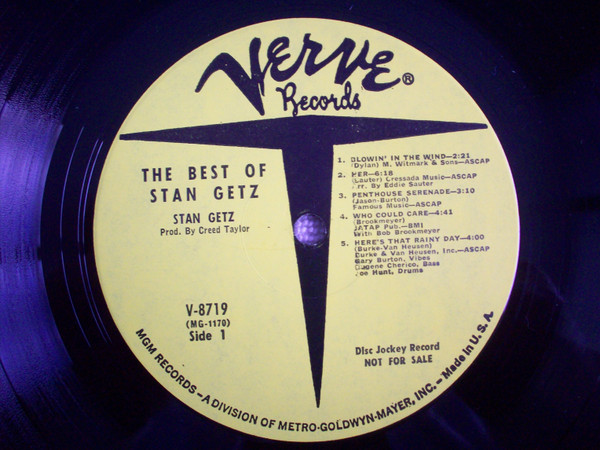 VERVE®
Records
THE BEST OF
STAN GETZ
STAN GETZ
Prod. By Creed Taylor
V-8719
(MG-1170)
Side 1
1. BLOWIN' IN THE WIND—2:21
(Dylan) M. Witmark & Sons—ASCAP
2. HER—6:18
(Lauter) Cressada Music—ASCAP
Arr. By Eddie Sauter
3. PENTHOUSE SERENADE—3:10
(Jason-Burton)
Famous Music—ASCAP
4. WHO COULD CARE—4:41
(Brookmeyer)
JATAP Pub.—BMI
With Bob Brookmeyer
5. HERE'S THAT RAINY DAY—4:00
(Burke-Van Heusen)
Burke & Van Heusen, Inc.—ASCAP
Gary Burton, Vibes
Eugene Cherico, Bass
Joe Hunt, Drums
Disc Jockey Record
NOT FOR SALE
MGM RECORDS—A DIVISION OF METRO-GOLDWYN-MAYER, INC.—Made in U.S.A.